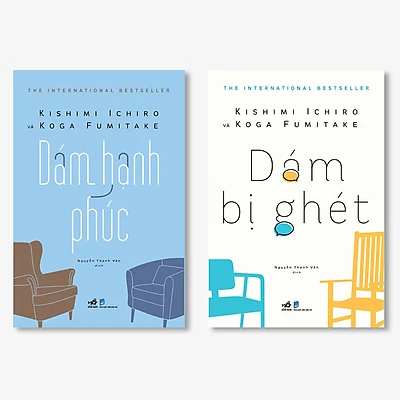 THE INTERNATIONAL BESTSELLER
KISHIMI ICHIRO
VÀ KOGA FUMITAKE
Dám hạnh
phúc
Nguyễn Thanh Vân
dịch
THE INTERNATIONAL BESTSELLER
KISHIMI ICHIRO
VÀ KOGA FUMITAKE
Dám
bị ghét
Nguyễn Thanh Vân
dịch